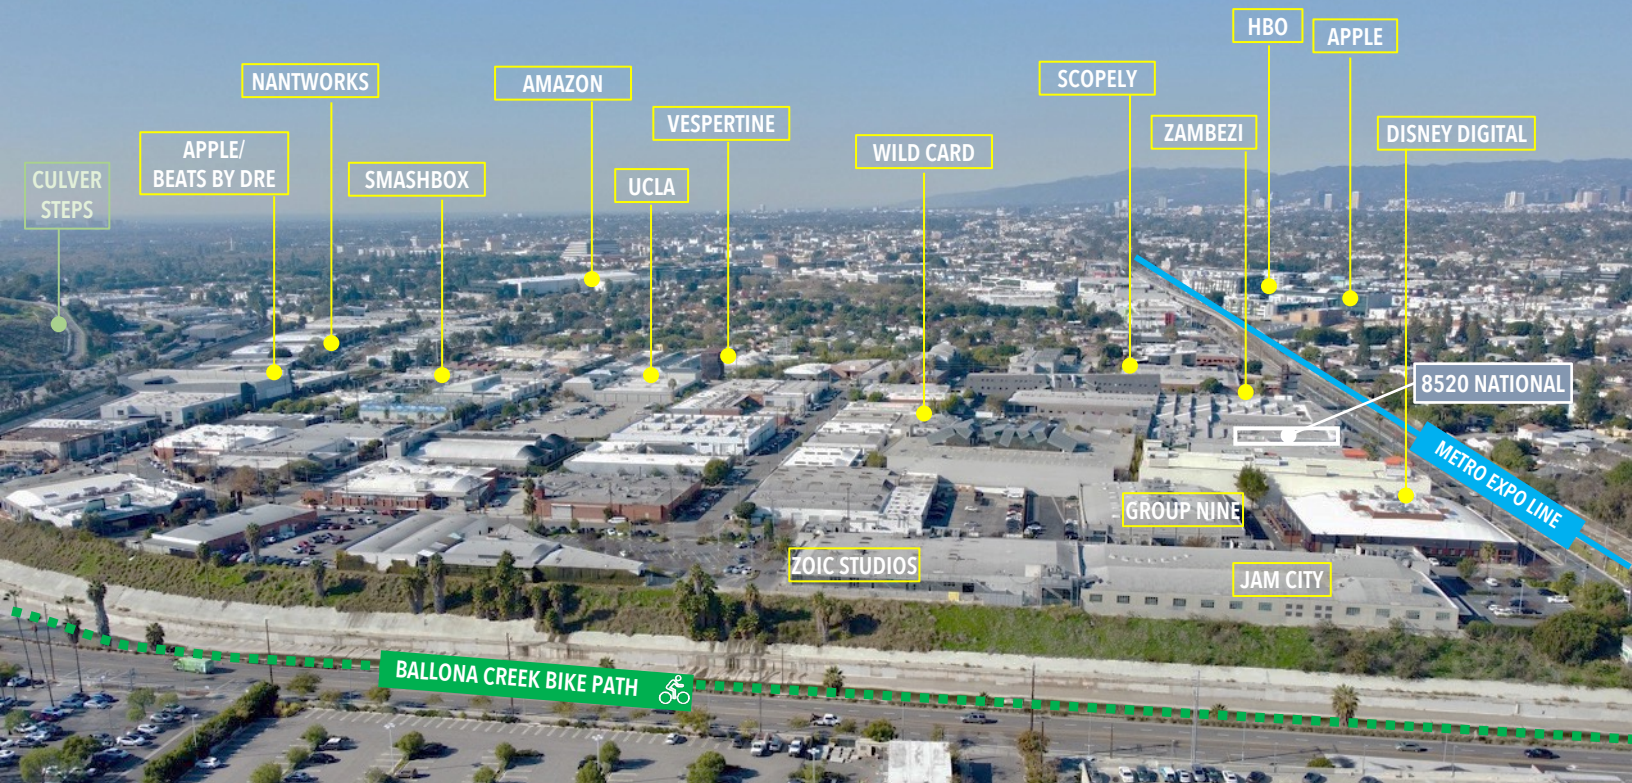 HBO
APPLE
NANTWORKS
AMAZON
SCOPELY
VESPERTINE
ZAMBEZI
DISNEY DIGITAL
APPLE/
BEATS BY DRE
WILD CARD
CULVER
STEPS
SMASHBOX
UCLA
8520 NATIONAL
METRO EXPO LINE
GROUP NINE
ZOIC STUDIOS
JAM CITY
BALLONA CREEK BIKE PATH